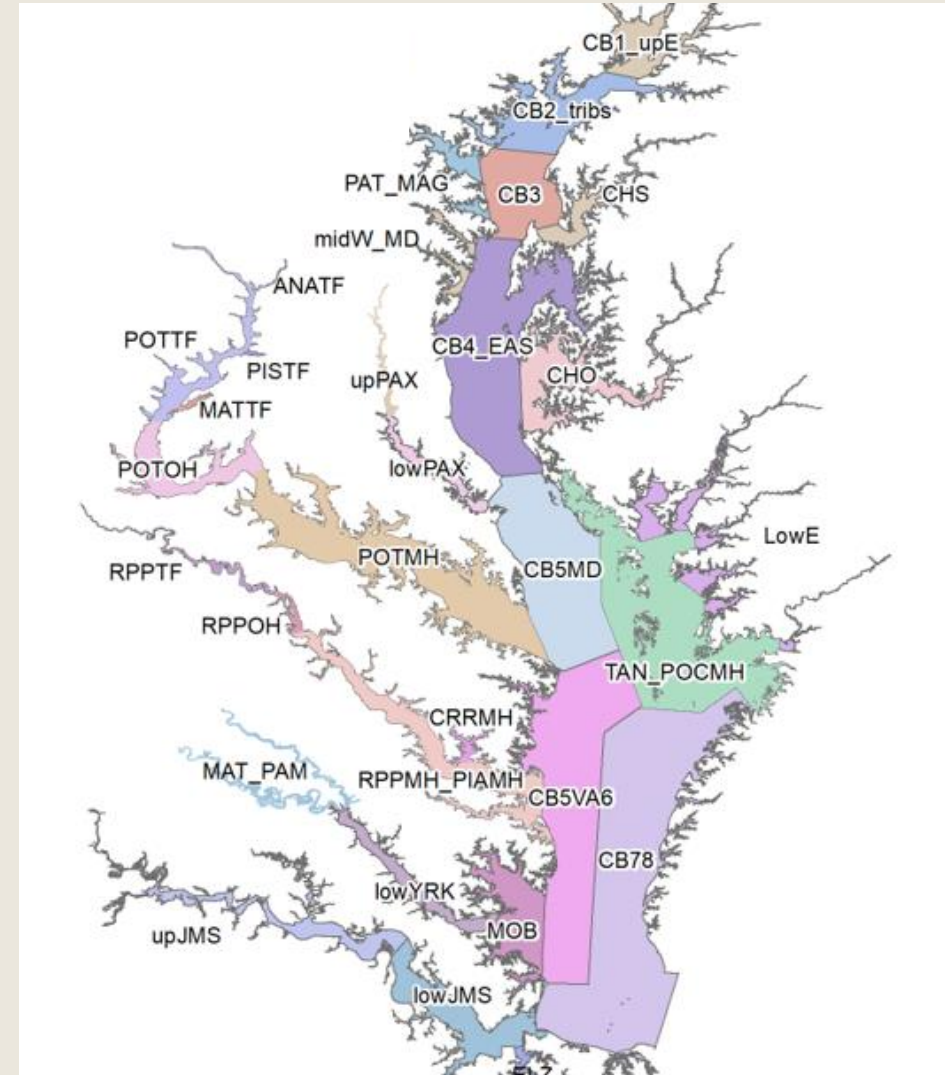 CB1_upE
CB2_tribs
PAT_MAG
CB3
CHS
midW_MD
ANATF
POTTF
CB4_EAS
PISTF
CHO
upPAX
MATTF
POTOH
lowPAX
LowE
POTMH
CB5MD
RPPTF
RPPOH
TAN_POCMH
CRRMH
MAT_PAM
RPPMH_PIAMH
CB5VA6
CB78
lowYRK
MOB
upJMS
lowJMS